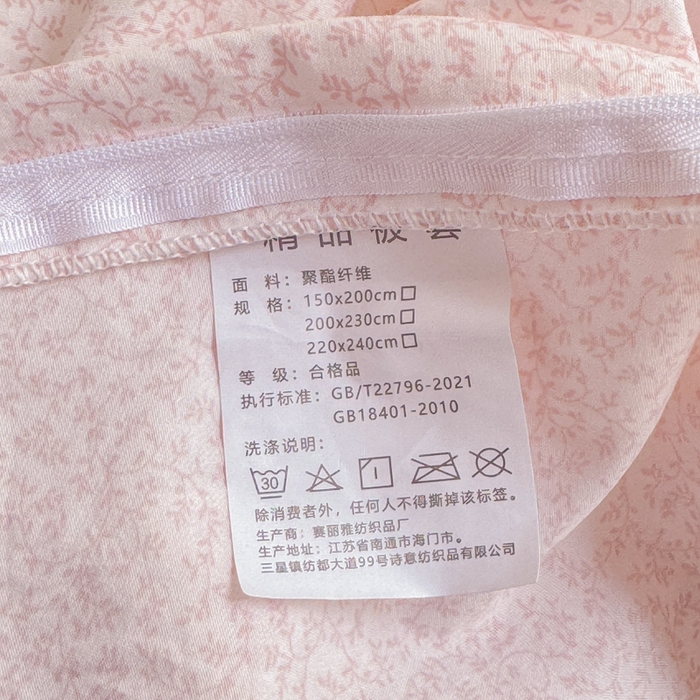 精品被套
面 料：聚酯纤维
规 格：150x200cm□
200x230cm□
220x240cm□
等 级：合格品
执行标准：GB/T22796-2021
GB18401-2010
洗涤说明：
30
除消费者外，任何人不得撕掉该标签。
生产商：赛丽雅纺织品厂
生产地址：江苏省南通市海门市。
三星镇纺都大道99号诗意纺织品有限公司